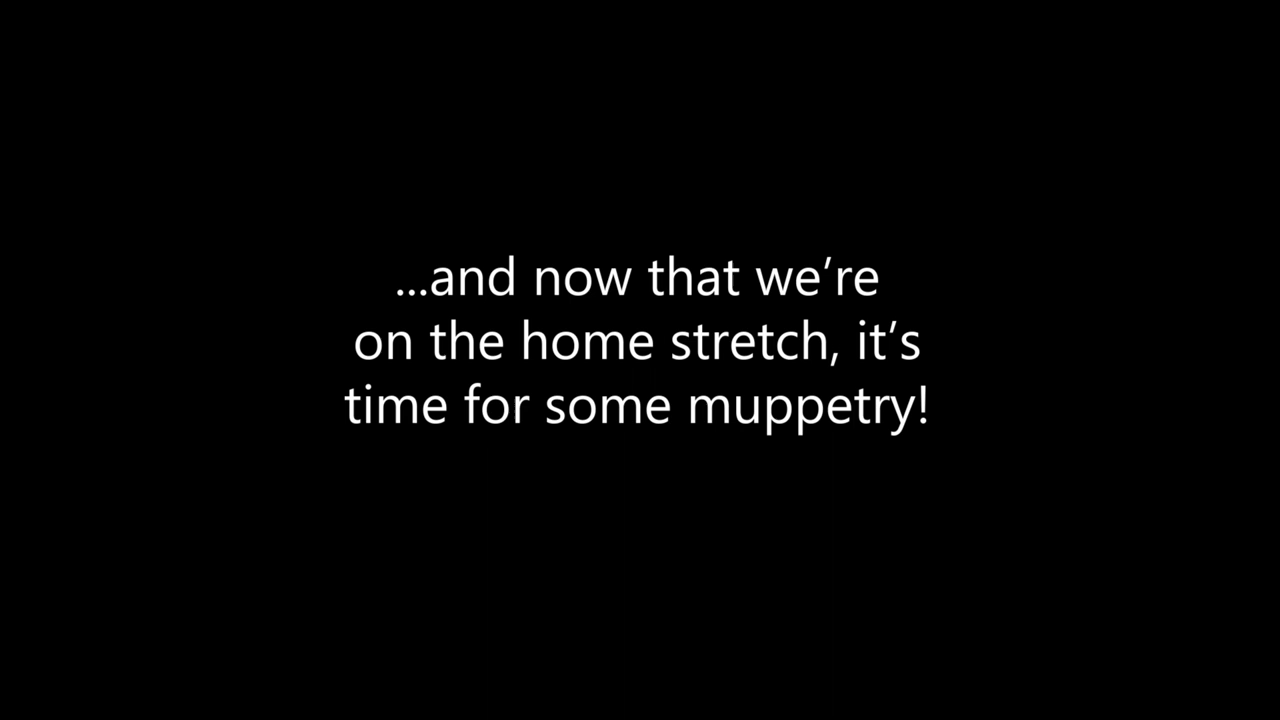 ...and now that we’re
on the home stretch, it’s
time for some muppetry!